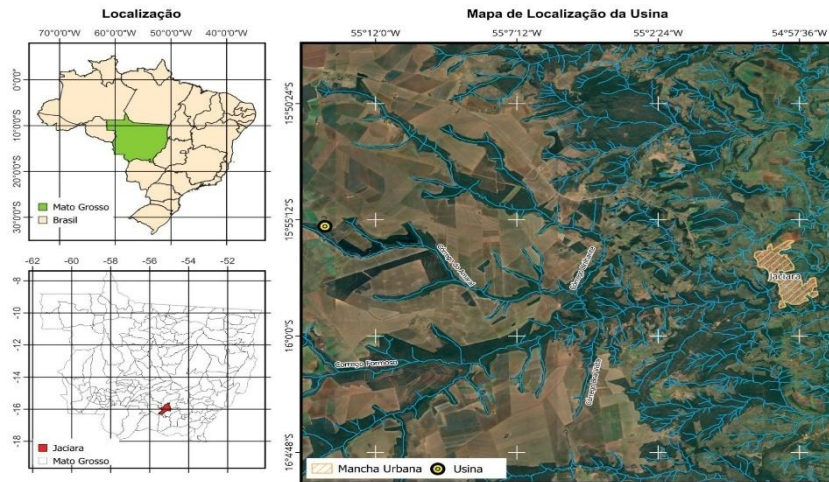 Localização
70°0'0"O 60°0'0"O 50°0'0"O 40°0'0"O
0°0'0"
10°0'0"S
20°0'0"S
30°0'0"S
Mato Grosso
Brasil
-62 -60 -58 -56 -54 -52
-8
-10
-12
-14
-16
-18
Jaciara
Mato Grosso
Mapa de Localização da Usina
55°12'0"O 55°7'12"O 55°2'24"O 54°57'36"O
15°50'24"S
15°55'12"S
16°0'0"S
16°4'48"S
Jaciara
Córrego Formoso
Mancha Urbana
Usina